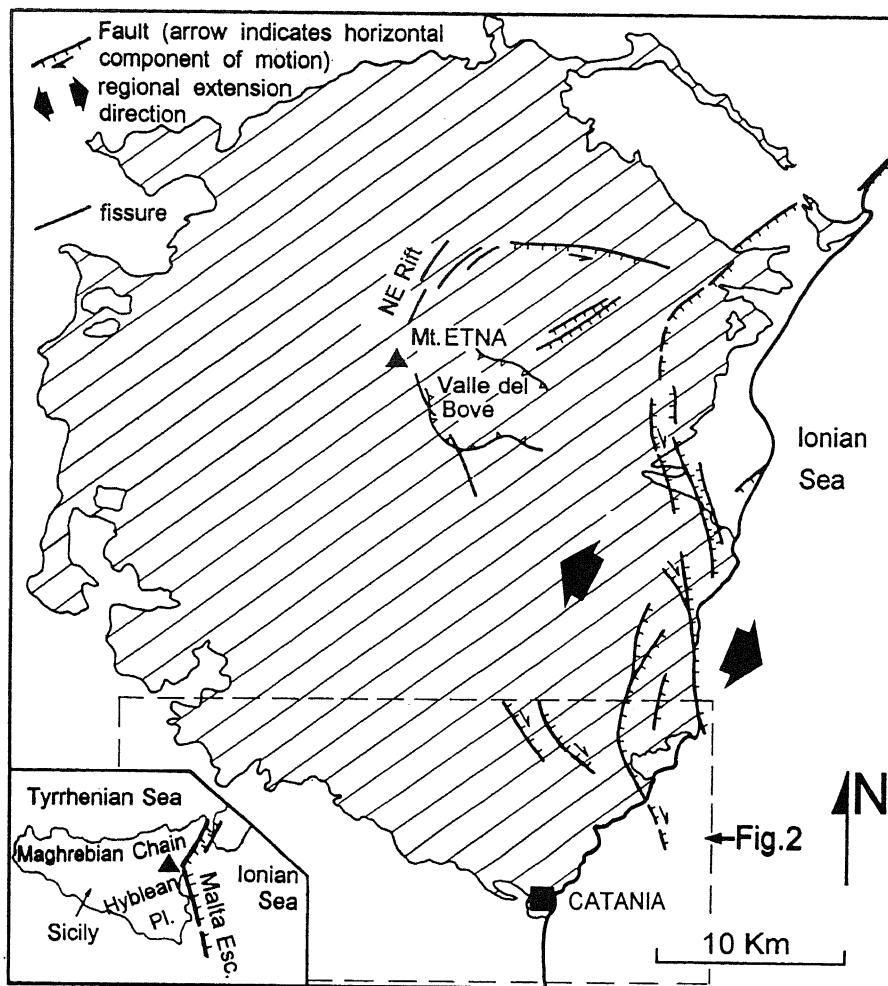 Fault (arrow indicates horizontal
component of motion)
regional extension
direction
fissure
NE Rift
Mt.ETNA
Valle del
Bove
Ionian
Sea
N
Fig.2
CATANIA
10 Km
Tyrrhenian Sea
Maghrebian Chain
Ionian
Sea
Hyblean
Pl.
Malta Esc.
Sicily